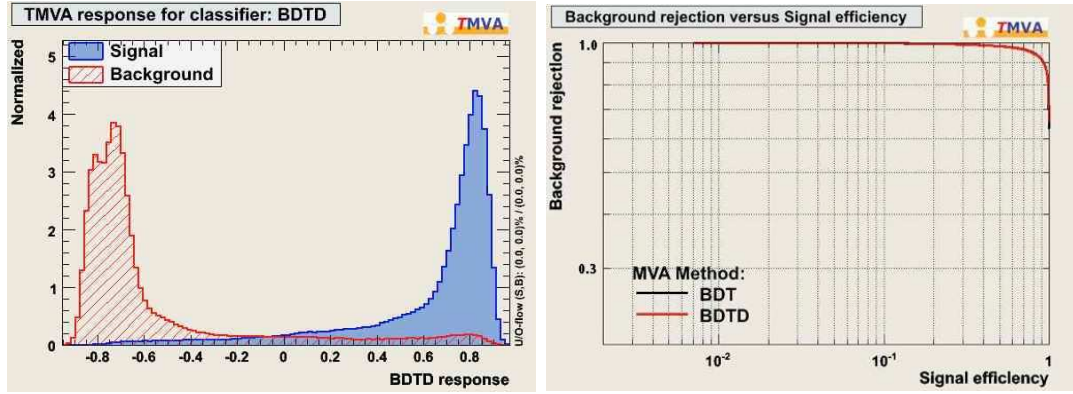 TMVA response for classifier: BDTD
TMVA
Normalized
Signal
Background
5
4
3
2
1
0
-0.8 -0.6 -0.4 -0.2 0 0.2 0.4 0.6 0.8
BDTD response
U/O-flow (S,B): (0.0, 0.0)% / (0.0, 0.0)%
Background rejection versus Signal efficiency
TMVA
Background rejection
1.0
0.3
MVA Method:
BDT
BDTD
10-2 10-1 1
Signal efficiency